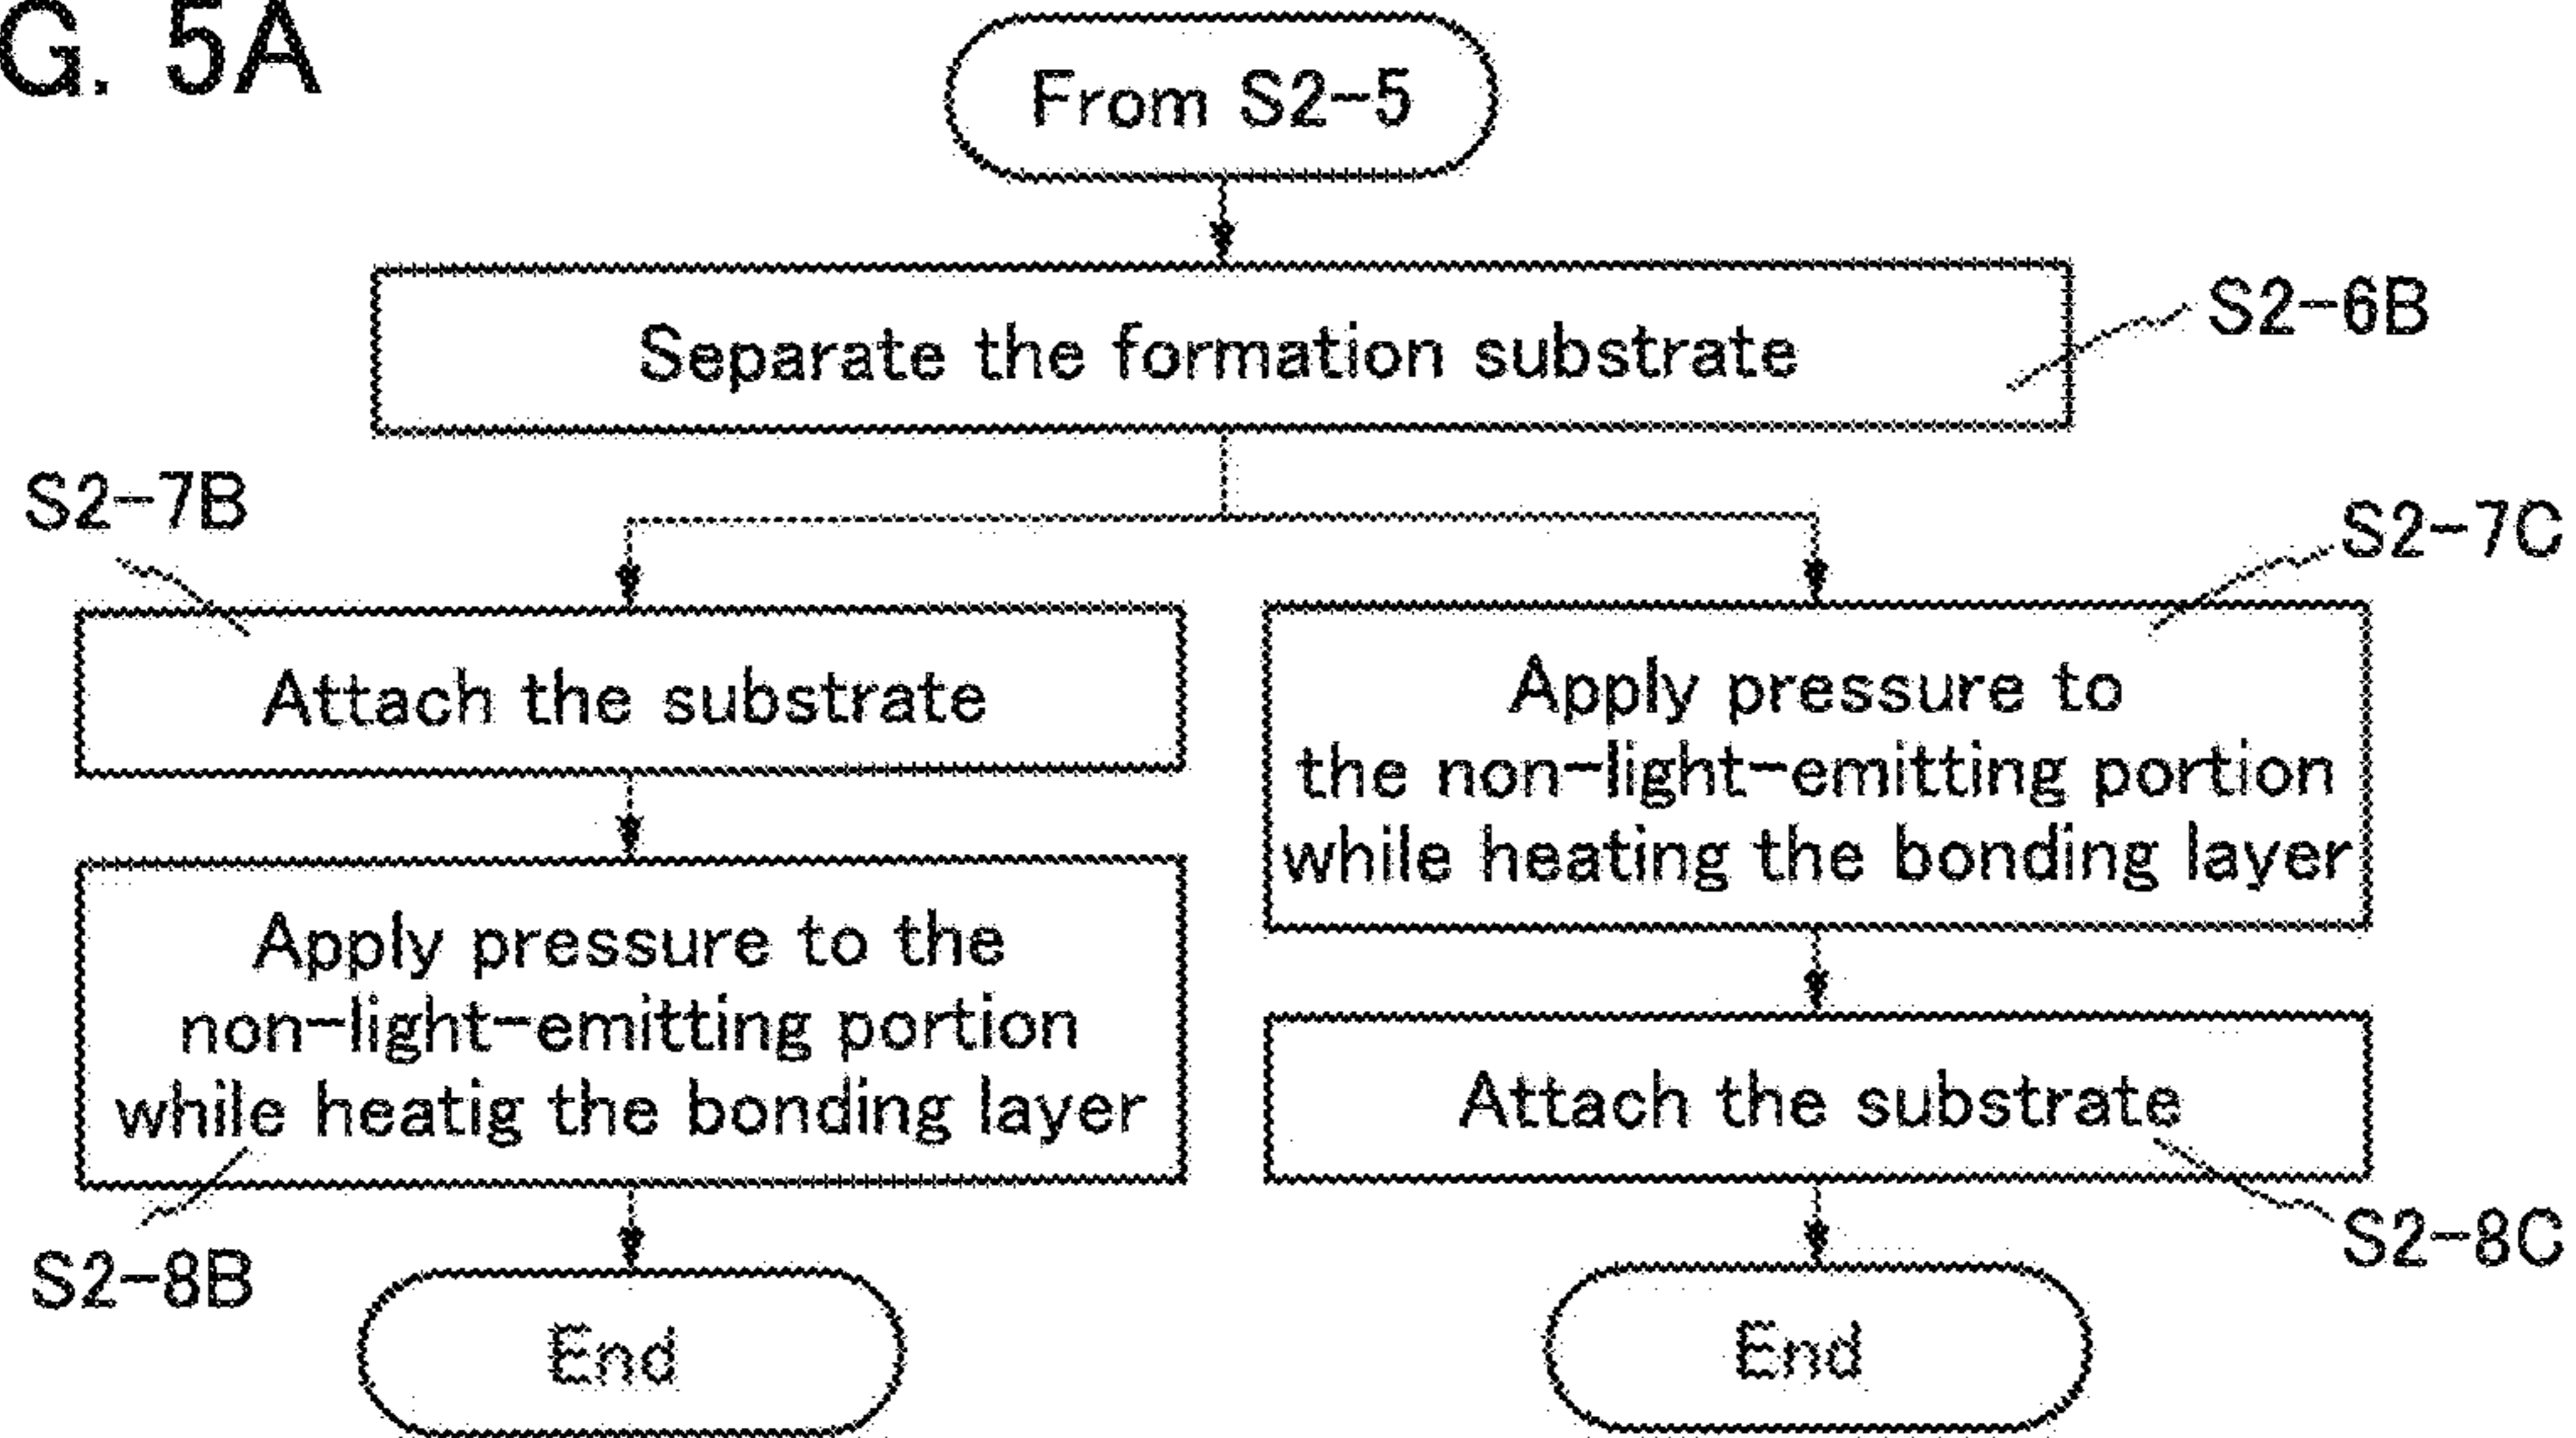 G. 5A
From S2-5
Separate the formation substrate
S2-6B
S2-7B
S2-7C
Attach the substrate
Apply pressure to
the non-light-emitting portion
while heating the bonding layer
Apply pressure to the
non-light-emitting portion
while heatig the bonding layer
Attach the substrate
S2-8B
S2-8C
End
End